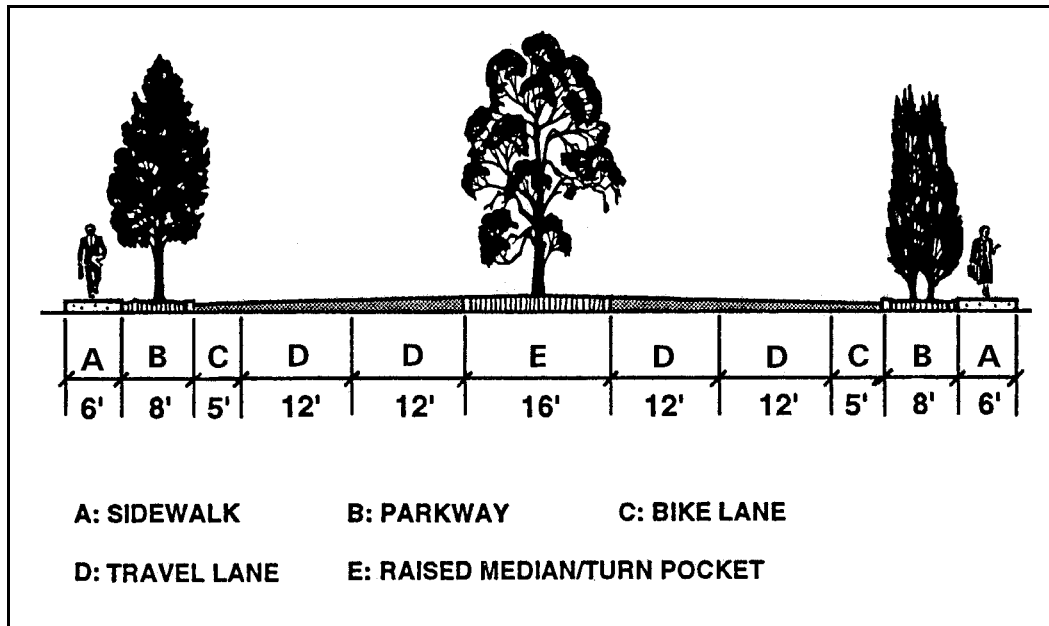 A B C D D E D D C B A
6' 8' 5' 12' 12' 16' 12' 12' 5' 8' 6'
A: SIDEWALK B: PARKWAY C: BIKE LANE
D: TRAVEL LANE E: RAISED MEDIAN/TURN POCKET